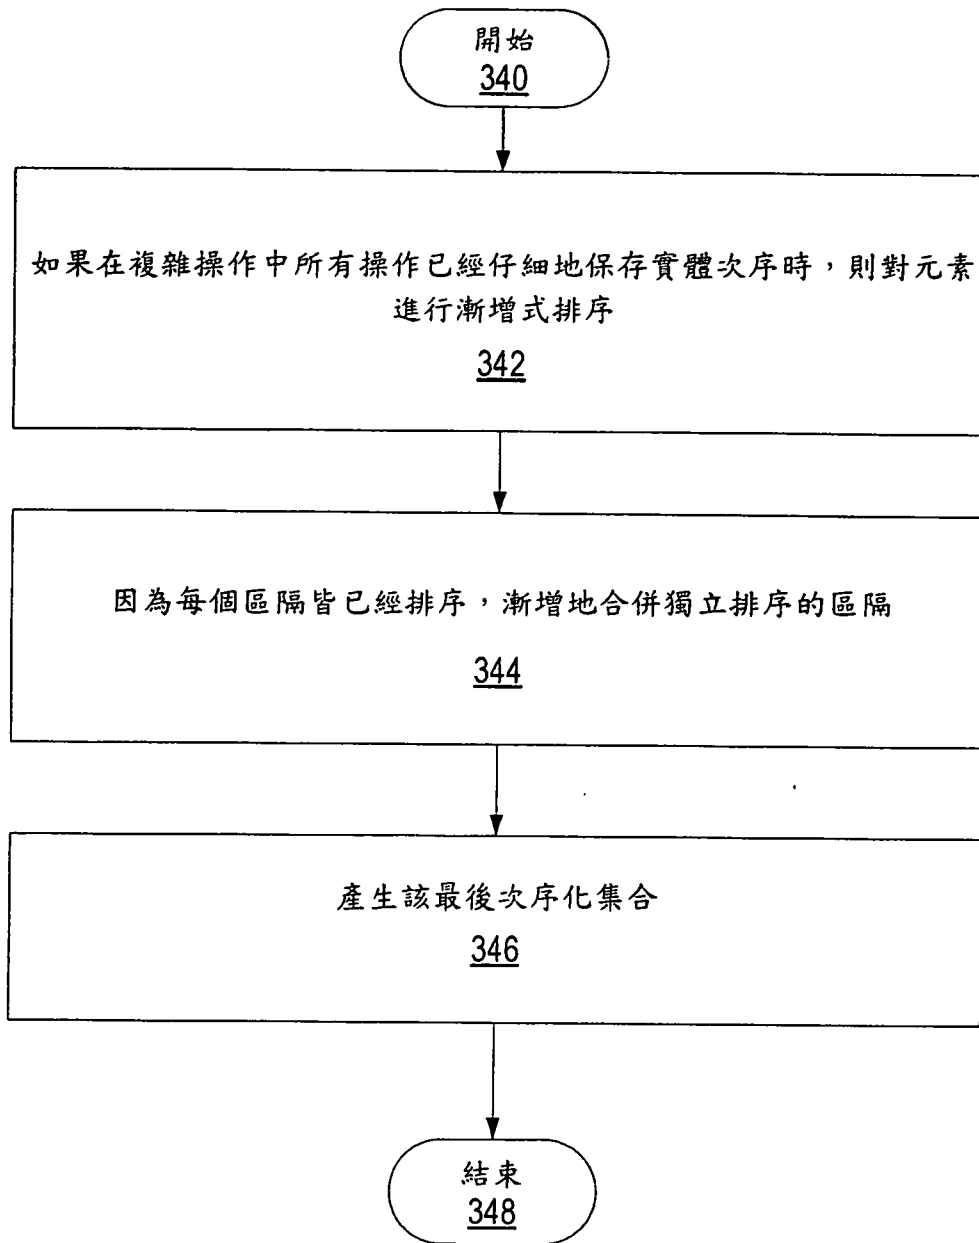 開始
340
如果在複雜操作中所有操作已經仔細地保存實體次序時，則對元素
進行漸增式排序
342
因為每個區隔皆已經排序，漸增地合併獨立排序的區隔
344
產生該最後次序化集合
346
結束
348